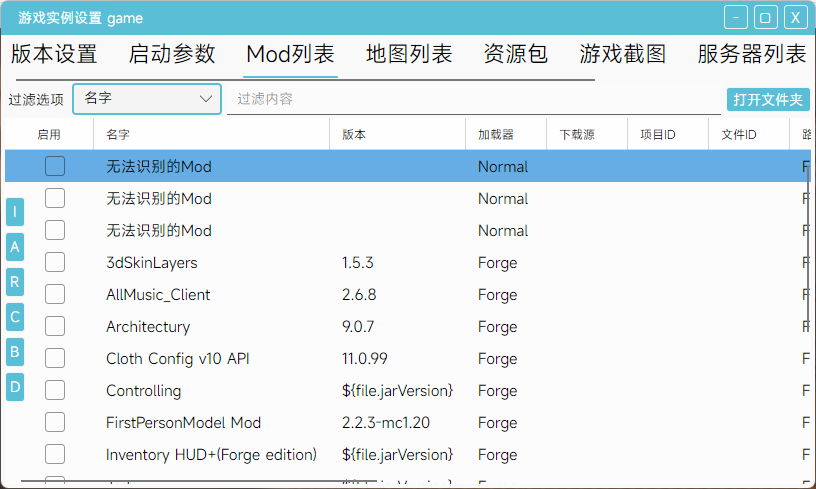 游戏实例设置 game
- ▢ X
版本设置 启动参数 Mod列表 地图列表 资源包 游戏截图 服务器列表
过滤选项 名字 过滤内容 打开文件夹
启用 名字 版本 加载器 下载源 项目ID 文件ID 路
无法识别的Mod Normal F
无法识别的Mod Normal F
I
无法识别的Mod Normal F
A
3dSkinLayers 1.5.3 Forge F
R
AllMusic_Client 2.6.8 Forge F
C
Architectury 9.0.7 Forge F
B
Cloth Config v10 API 11.0.99 Forge F
D
Controlling ${file.jarVersion} Forge F
FirstPersonModel Mod 2.2.3-mc1.20 Forge F
Inventory HUD+(Forge edition) ${file.jarVersion} Forge F